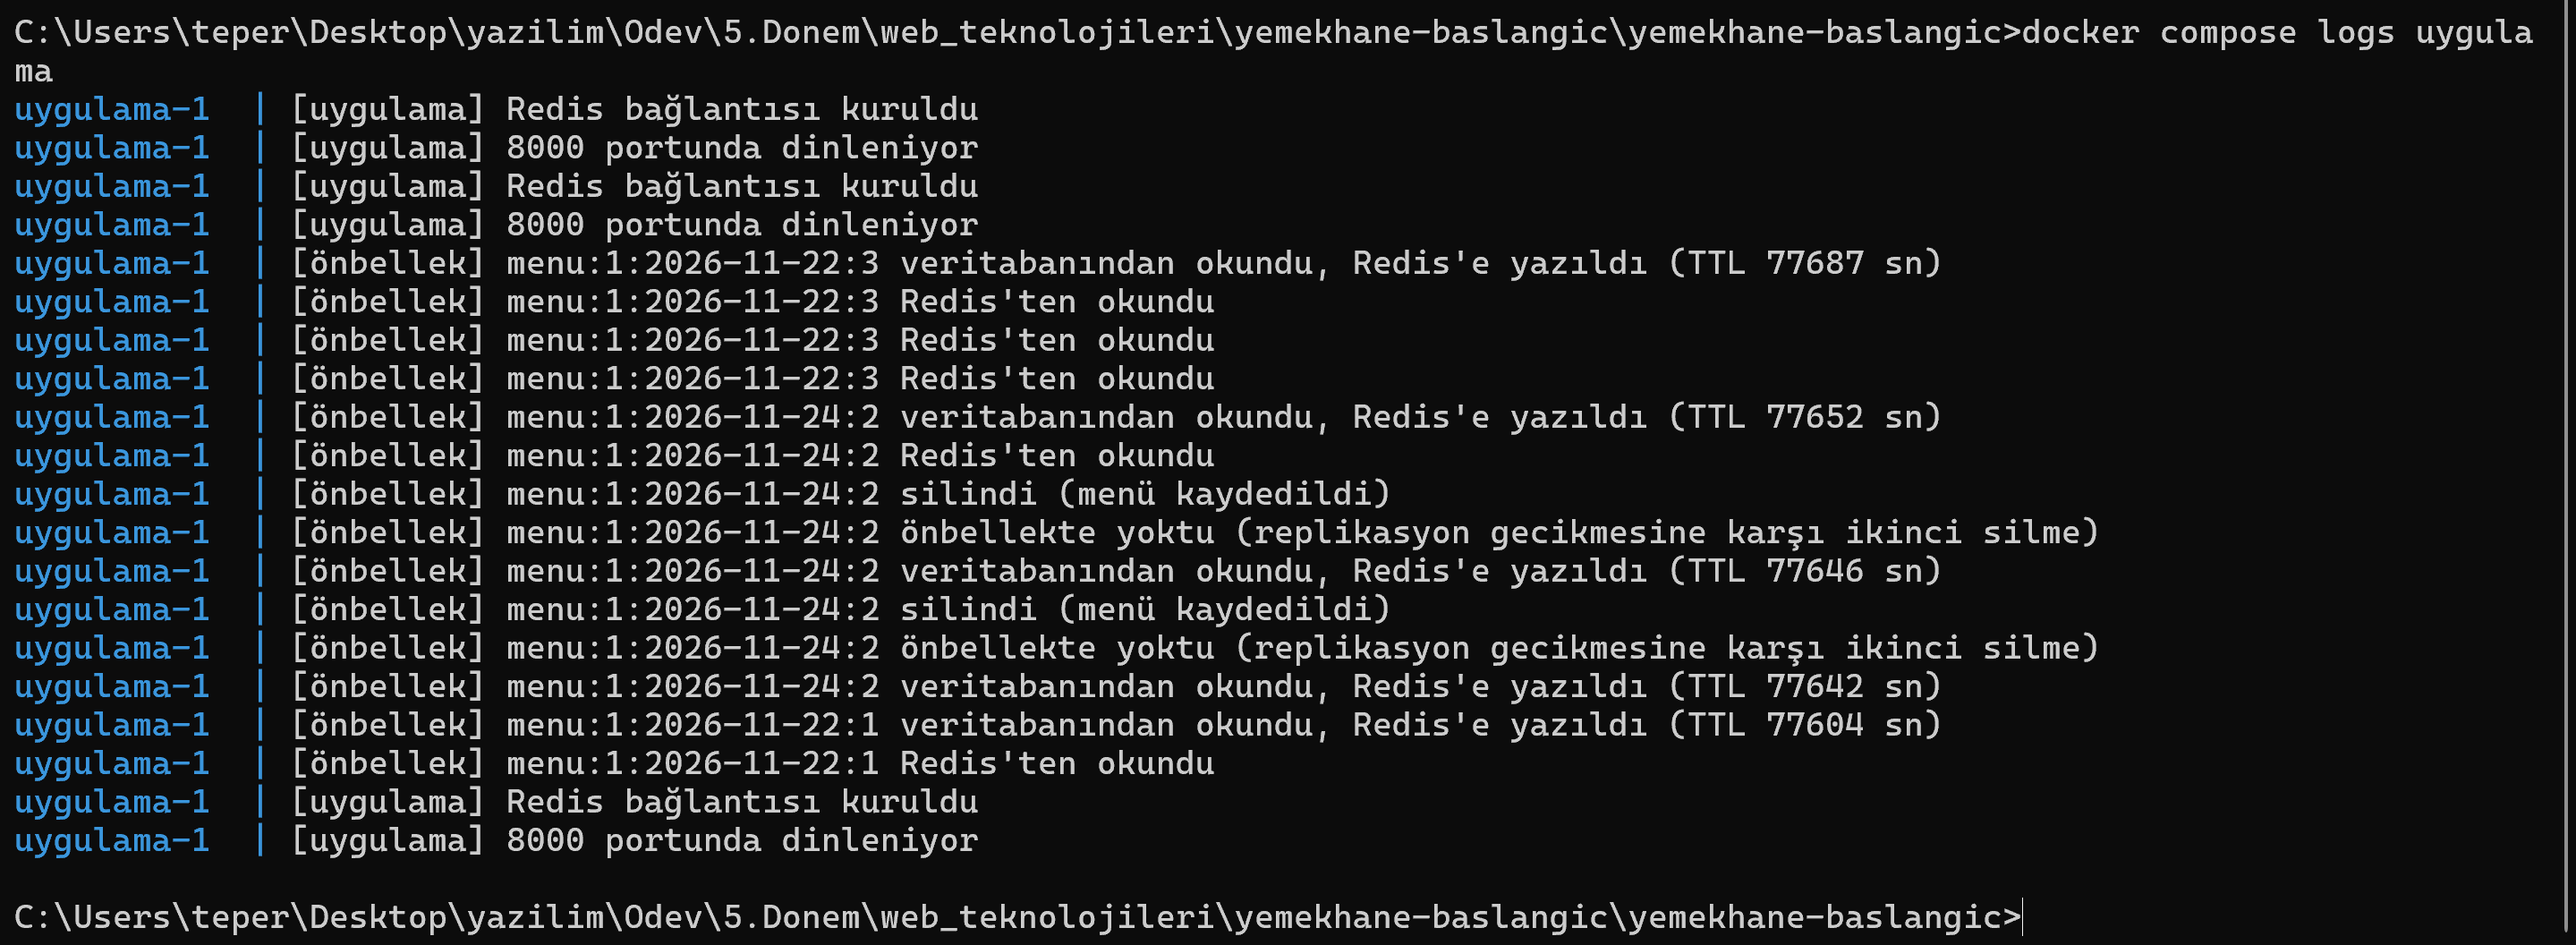 C:\Users\teper\Desktop\yazilim\Odev\5.Donem\web_teknolojileri\yemekhane-baslangic\yemekhane-baslangic>docker compose logs uygula
ma
uygulama-1  | [uygulama] Redis bağlantısı kuruldu
uygulama-1  | [uygulama] 8000 portunda dinleniyor
uygulama-1  | [uygulama] Redis bağlantısı kuruldu
uygulama-1  | [uygulama] 8000 portunda dinleniyor
uygulama-1  | [önbellek] menu:1:2026-11-22:3 veritabanından okundu, Redis'e yazıldı (TTL 77687 sn)
uygulama-1  | [önbellek] menu:1:2026-11-22:3 Redis'ten okundu
uygulama-1  | [önbellek] menu:1:2026-11-22:3 Redis'ten okundu
uygulama-1  | [önbellek] menu:1:2026-11-22:3 Redis'ten okundu
uygulama-1  | [önbellek] menu:1:2026-11-24:2 veritabanından okundu, Redis'e yazıldı (TTL 77652 sn)
uygulama-1  | [önbellek] menu:1:2026-11-24:2 Redis'ten okundu
uygulama-1  | [önbellek] menu:1:2026-11-24:2 silindi (menü kaydedildi)
uygulama-1  | [önbellek] menu:1:2026-11-24:2 önbellekte yoktu (replikasyon gecikmesine karşı ikinci silme)
uygulama-1  | [önbellek] menu:1:2026-11-24:2 veritabanından okundu, Redis'e yazıldı (TTL 77646 sn)
uygulama-1  | [önbellek] menu:1:2026-11-24:2 silindi (menü kaydedildi)
uygulama-1  | [önbellek] menu:1:2026-11-24:2 önbellekte yoktu (replikasyon gecikmesine karşı ikinci silme)
uygulama-1  | [önbellek] menu:1:2026-11-24:2 veritabanından okundu, Redis'e yazıldı (TTL 77642 sn)
uygulama-1  | [önbellek] menu:1:2026-11-22:1 veritabanından okundu, Redis'e yazıldı (TTL 77604 sn)
uygulama-1  | [önbellek] menu:1:2026-11-22:1 Redis'ten okundu
uygulama-1  | [uygulama] Redis bağlantısı kuruldu
uygulama-1  | [uygulama] 8000 portunda dinleniyor
C:\Users\teper\Desktop\yazilim\Odev\5.Donem\web_teknolojileri\yemekhane-baslangic\yemekhane-baslangic>